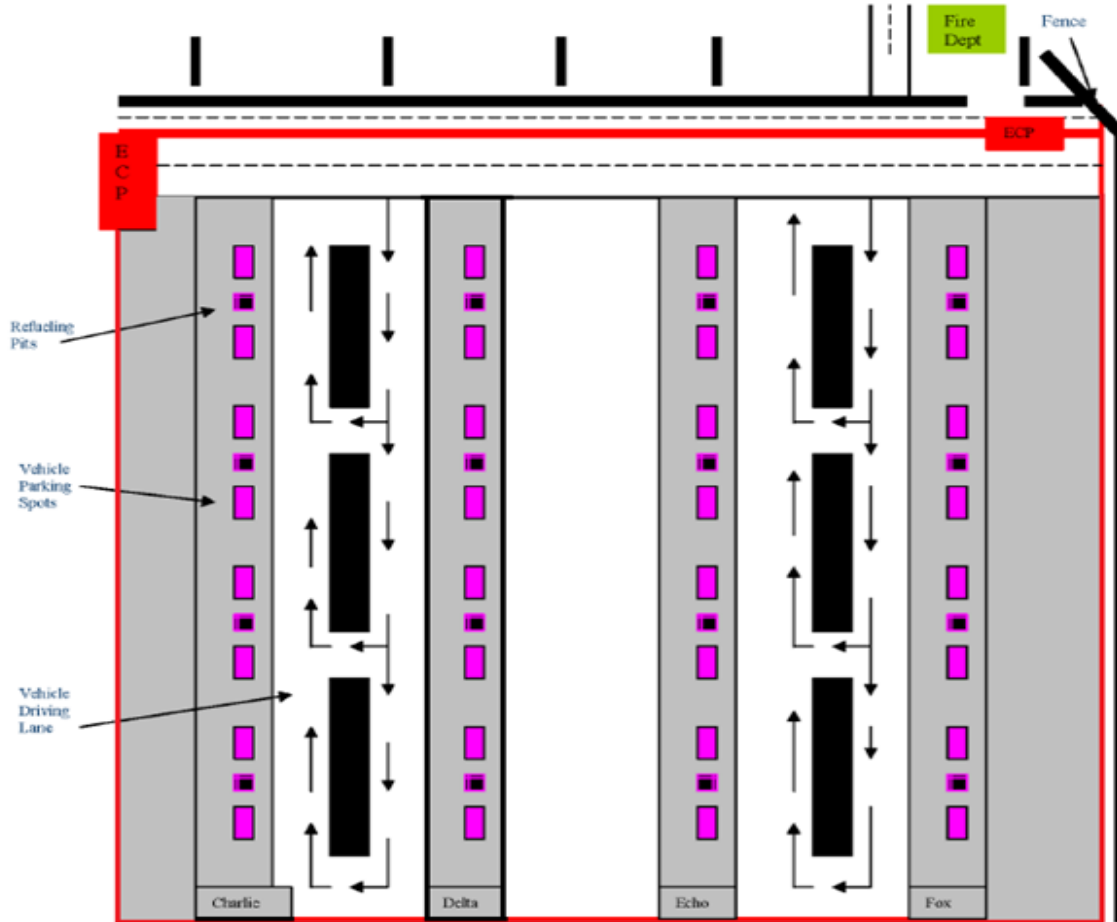 Fire
Dept
Fence
ECP
E
C
P
Refueling
Pits
Vehicle
Parking
Spots
Vehicle
Driving
Lane
Charlie
Delta
Echo
Fox